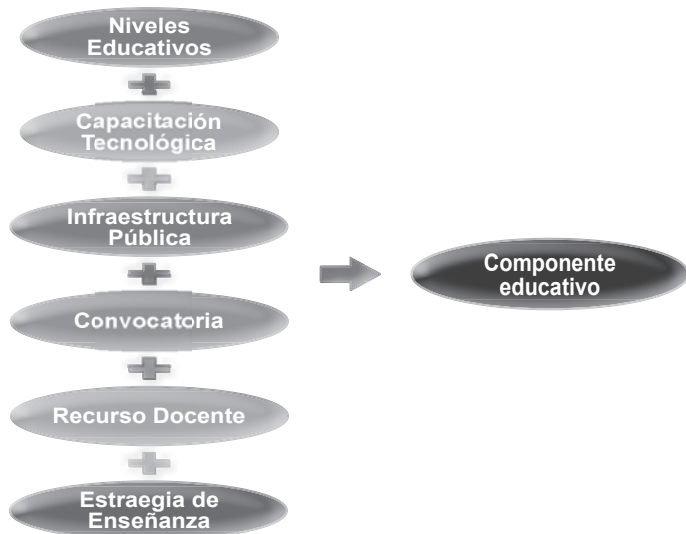 Niveles
Educativos
Capacitación
Tecnológica
Infraestructura
Pública
Convocatoria
Recurso Docente
Estraegia de
Enseñanza
Componente
educativo